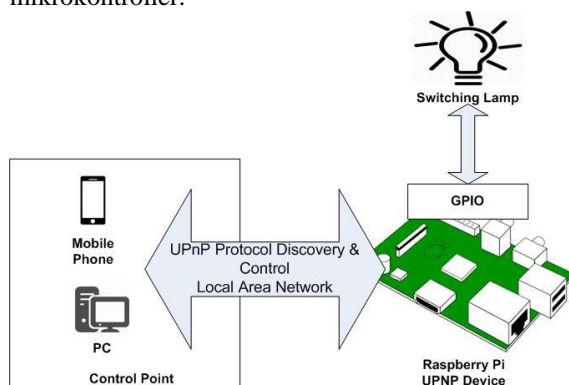 mikrokontroller.
Switching Lamp
GPIO
Mobile
Phone
UPnP Protocol Discovery &
Control
Local Area Network
PC
Control Point
Raspberry Pi
UPNP Device